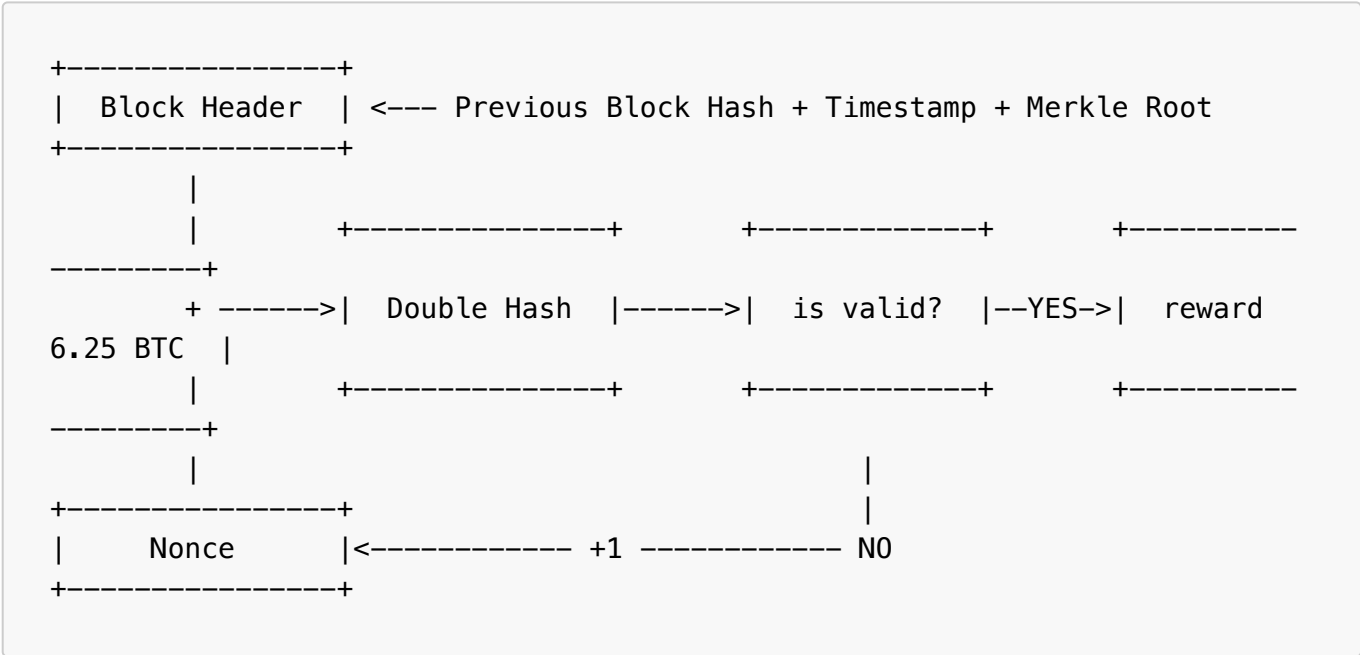 +----------------+
|  Block Header  | <--- Previous Block Hash + Timestamp + Merkle Root
+----------------+
        |
        |        +---------------+       +-------------+       +----------
---------+
        + ------>|  Double Hash  |------>|  is valid?  |--YES->|  reward
6.25 BTC  |
        |        +---------------+       +-------------+       +----------
---------+
        |                                       |
+----------------+                              |
|     Nonce      |<------------ +1 ------------ NO
+----------------+